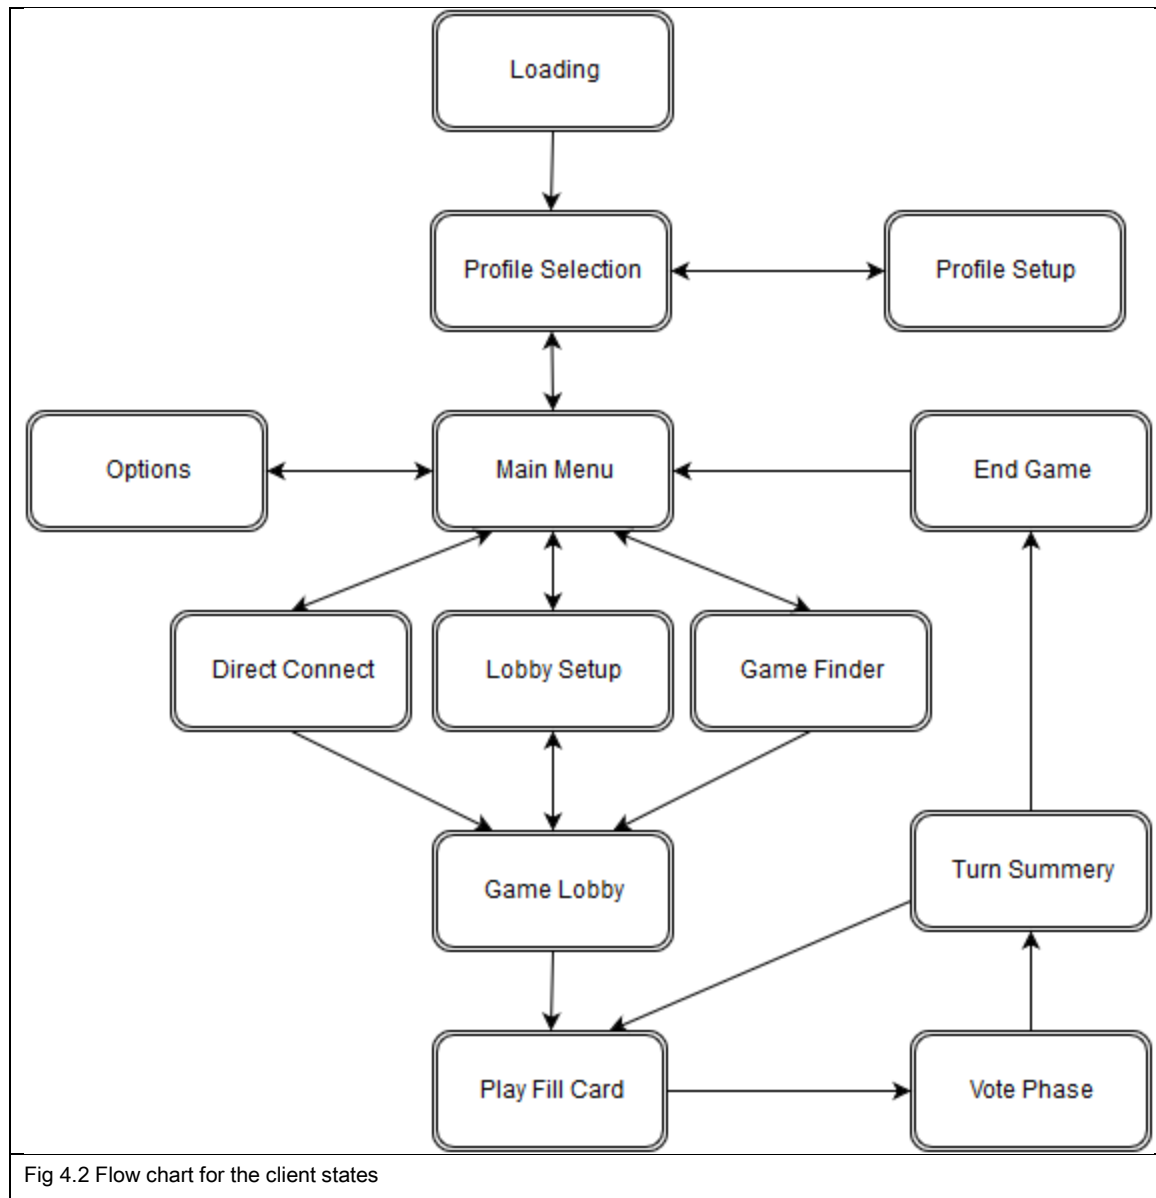 Loading
Profile Selection
Profile Setup
Options
Main Menu
End Game
Direct Connect
Lobby Setup
Game Finder
Turn Summery
Game Lobby
Play Fill Card
Vote Phase
Fig 4.2 Flow chart for the client states